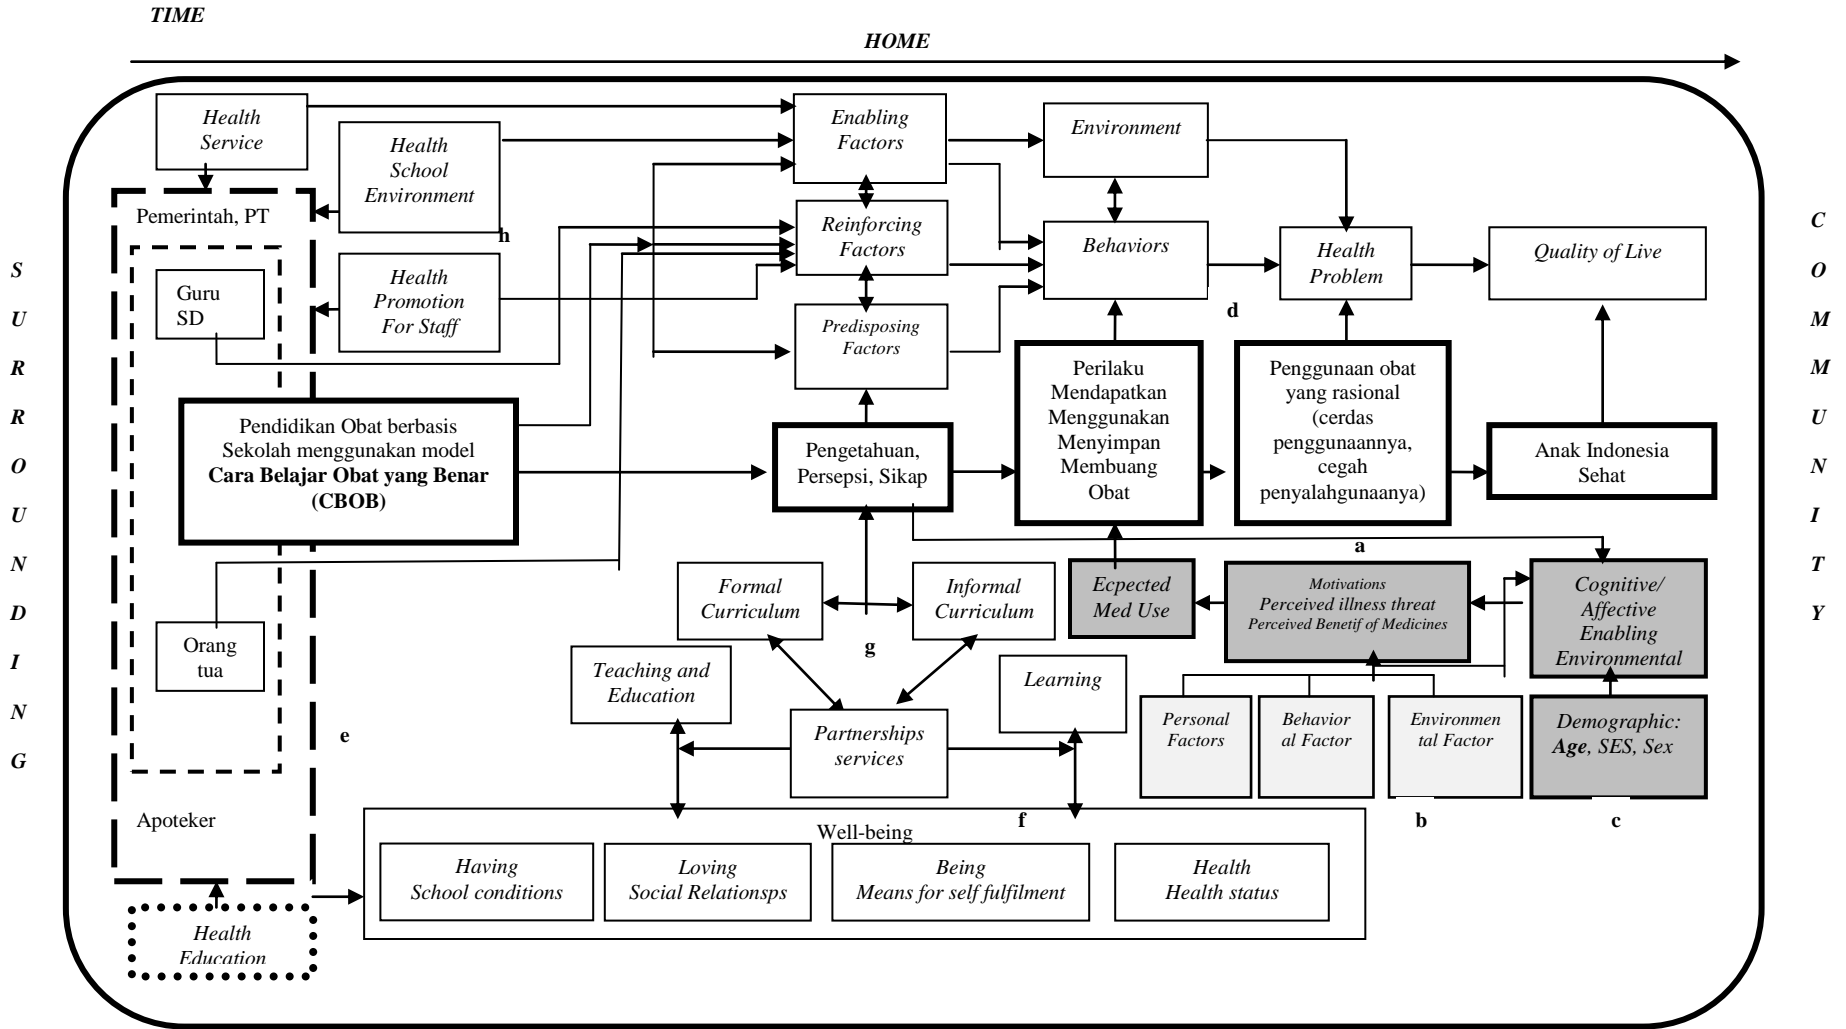 TIME
HOME
SURROUNDING
COMMUNITY
Health
Service
Health
School
Environment
h
Health
Promotion
For Staff
Pemerintah, PT
Guru
SD
Pendidikan Obat berbasis
Sekolah menggunakan model
Cara Belajar Obat yang Benar
(CBOB)
Orang
tua
Apoteker
e
Health
Education
Enabling
Factors
Reinforcing
Factors
Predisposing
Factors
Environment
Behaviors
Health
Problem
Quality of Live
d
Pengetahuan,
Persepsi, Sikap
Perilaku
Mendapatkan
Menggunakan
Menyimpan
Membuang
Obat
Penggunaan obat
yang rasional
(cerdas
penggunaannya,
cegah
penyalahgunaanya)
Anak Indonesia
Sehat
a
Formal
Curriculum
Informal
Curriculum
g
Ecpected
Med Use
Motivations
Perceived illness threat
Perceived Benetif of Medicines
Cognitive/
Affective
Enabling
Environmental
Teaching and
Education
Learning
Partnerships
services
Personal
Factors
Behavior
al Factor
Environmen
tal Factor
Demographic:
Age, SES, Sex
b
c
f
Well-being
Having
School conditions
Loving
Social Relationsps
Being
Means for self fulfilment
Health
Health status